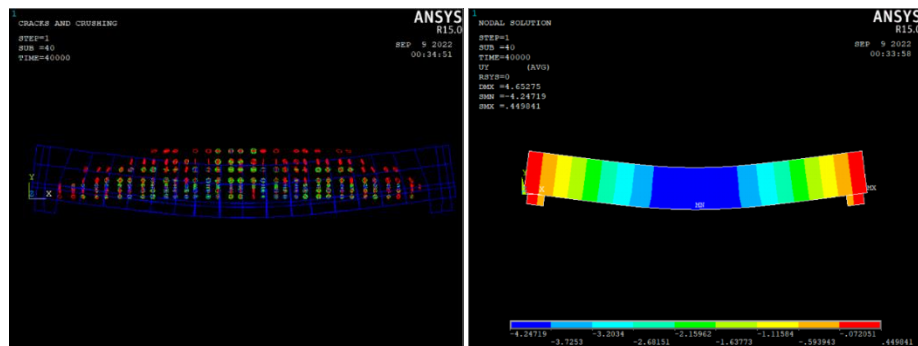 1
CRACKS AND CRUSHING
STEP=1
SUB =40
TIME=40000
ANSYS
R15.0
SEP 9 2022
00:34:51
Y
X
1
NODAL SOLUTION
STEP=1
SUB =40
TIME=40000
UY (AVG)
RSYS=0
DMX =4.65275
SMN =-4.24719
SMX =.449841
ANSYS
R15.0
SEP 9 2022
00:33:58
MX
MN
-4.24719 -3.2034 -2.15962 -1.11584 -.072051
-3.7253 -2.68151 -1.63773 -.593943 .449841